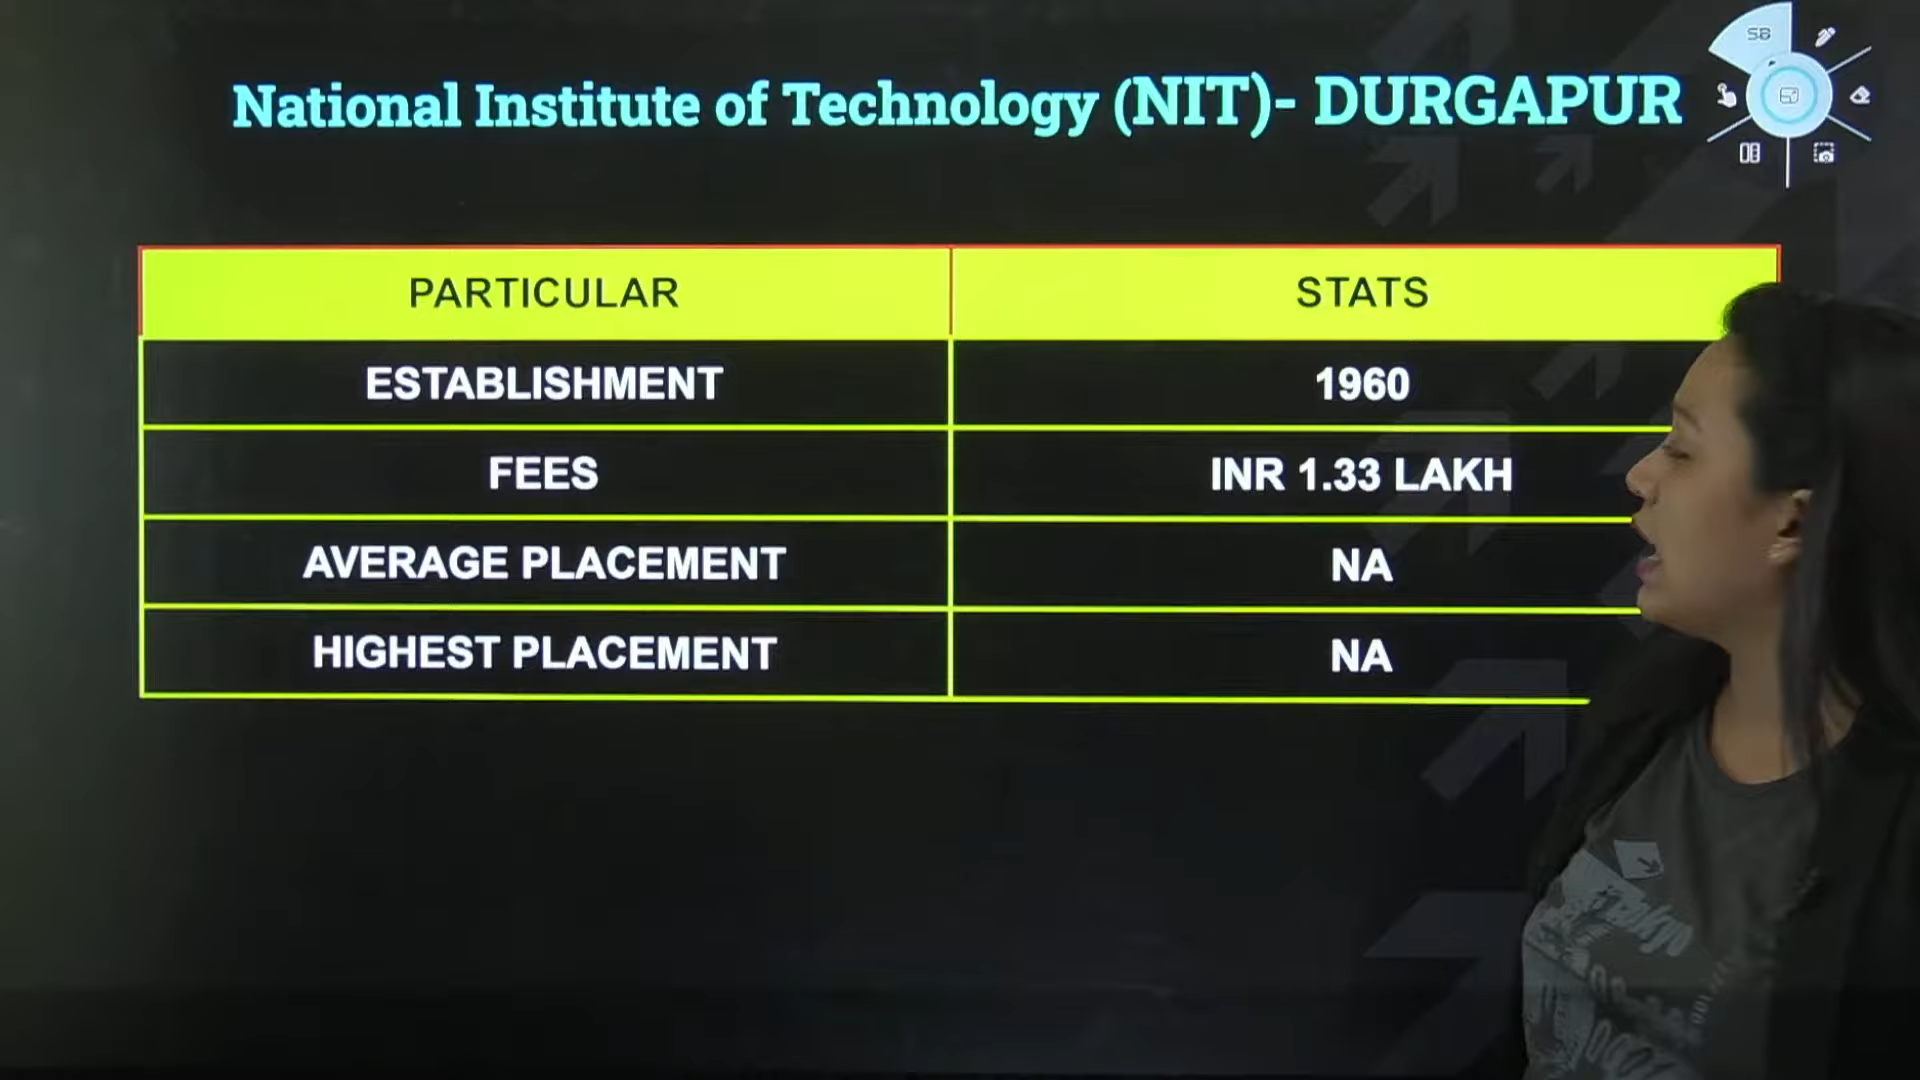 National Institute of Technology (NIT)- DURGAPUR
PARTICULAR STATS
ESTABLISHMENT 1960
FEES INR 1.33 LAKH
AVERAGE PLACEMENT NA
HIGHEST PLACEMENT NA